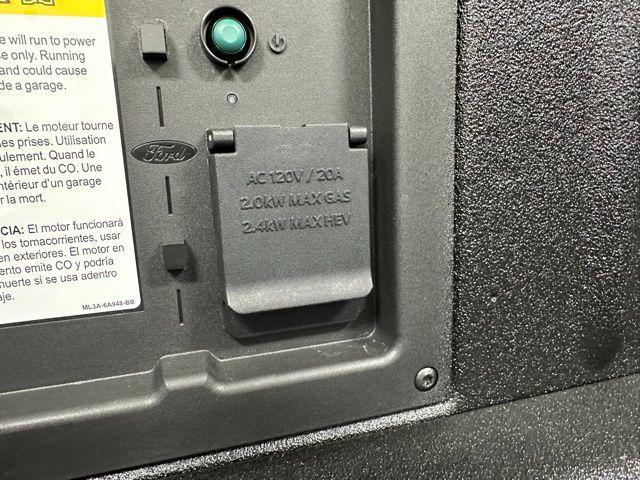 e will run to power
se only. Running
and could cause
de a garage.
ENT: Le moteur tourne
es prises. Utilisation
ulement. Quand le
, il émet du CO. Une
ntérieur d'un garage
r la mort.
CIA: El motor funcionará
los tomacorrientes, usar
en exteriores. El motor en
ento emite CO y podría
muerte si se usa adentro
aje.
ML3A-6A948-BB
Ford
AC 120V / 20A
2.0KW MAX GAS
2.4KW MAX HEV